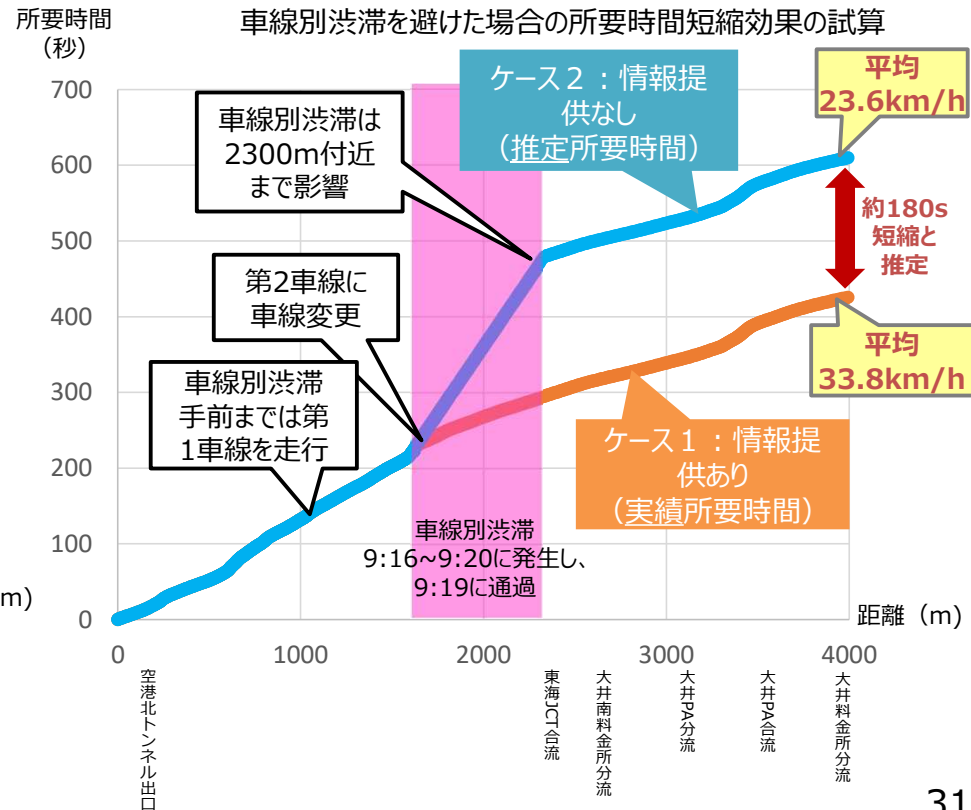 車線別渋滞を避けた場合の所要時間短縮効果の試算
所要時間
（秒）
700
600
500
400
300
200
100
0
車線別渋滞は
2300m付近
まで影響
第2車線に
車線変更
車線別渋滞
手前までは第
1車線を走行
ケース２：情報提
供なし
（推定所要時間）
平均
23.6km/h
約180s
短縮と
推定
平均
33.8km/h
ケース１：情報提
供あり
（実績所要時間）
車線別渋滞
9:16~9:20に発生し、
9:19に通過
m)
距離（m）
0
1000
2000
3000
4000
空港北トンネル出口
東海JCT合流
大井南料金所分流
大井PA分流
大井PA合流
大井料金所分流
31